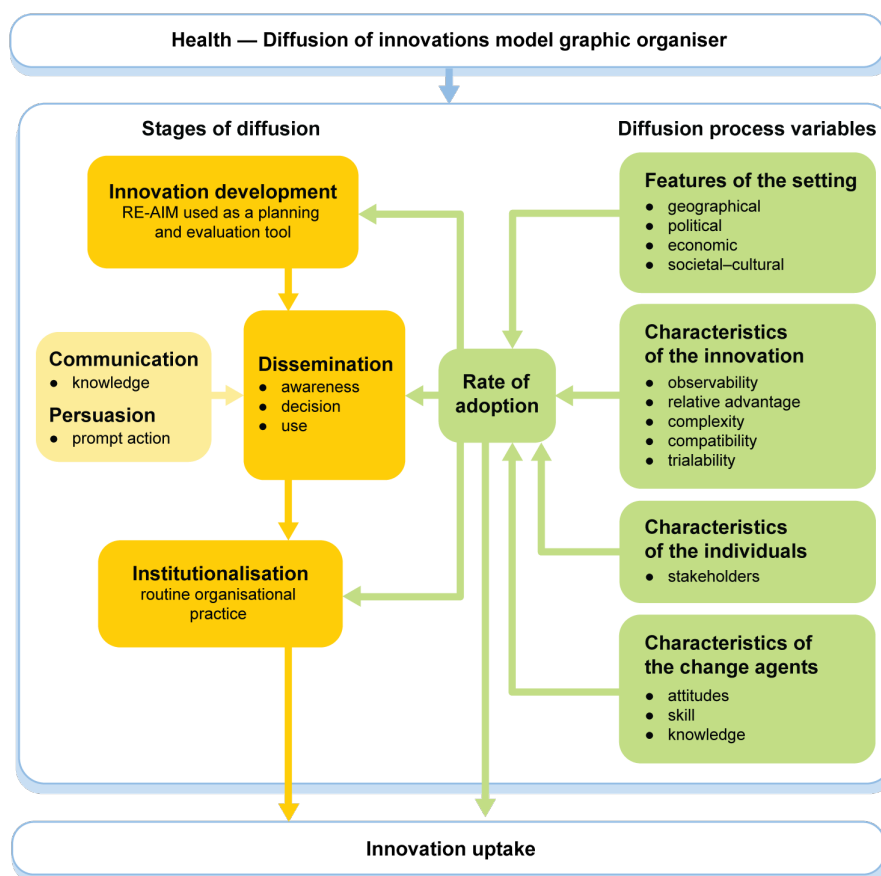 Health — Diffusion of innovations model graphic organiser
Stages of diffusion
Innovation development
RE-AIM used as a planning
and evaluation tool
Communication
● knowledge
Persuasion
● prompt action
Dissemination
● awareness
● decision
● use
Institutionalisation
routine organisational
practice
Rate of
adoption
Diffusion process variables
Features of the setting
● geographical
● political
● economic
● societal–cultural
Characteristics
of the innovation
● observability
● relative advantage
● complexity
● compatibility
● trialability
Characteristics
of the individuals
● stakeholders
Characteristics of
the change agents
● attitudes
● skill
● knowledge
Innovation uptake